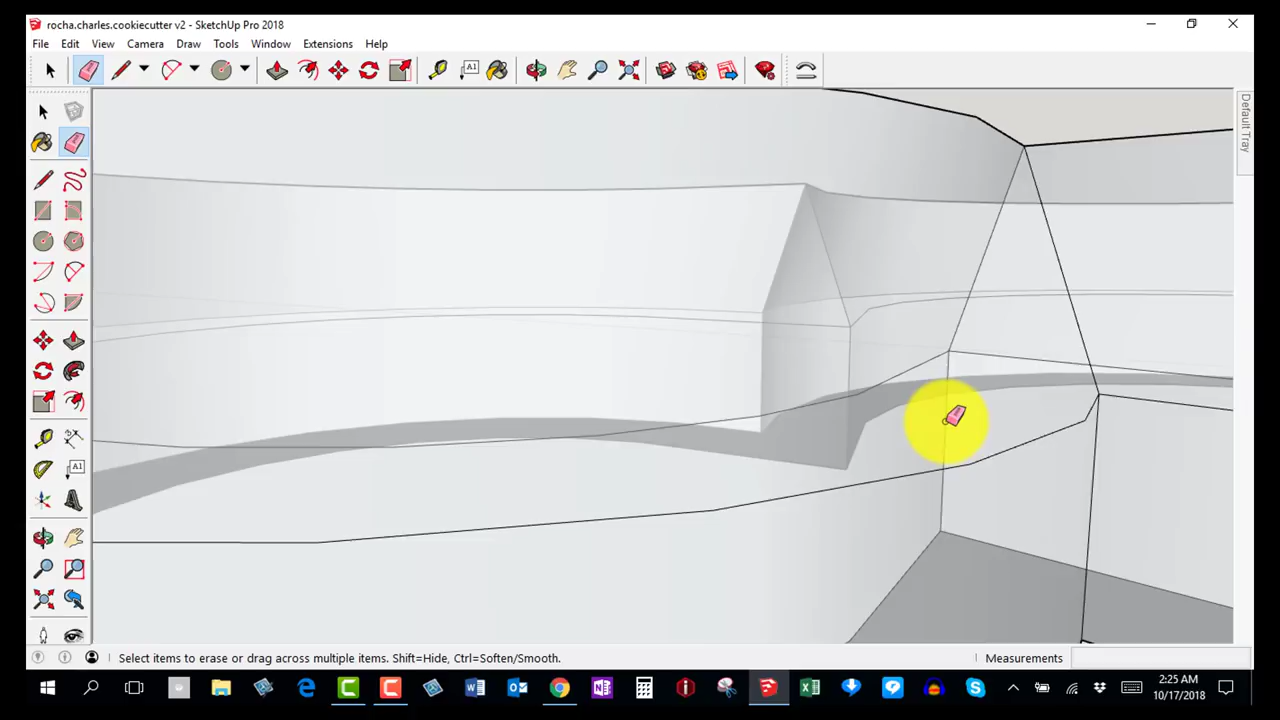 rocha.charles.cookiecutter v2 - SketchUp Pro 2018
File Edit View Camera Draw Tools Window Extensions Help
A1
Default Tray
A1
Select items to erase or drag across multiple items. Shift=Hide, Ctrl=Soften/Smooth.
Measurements
2:25 AM
10/17/2018